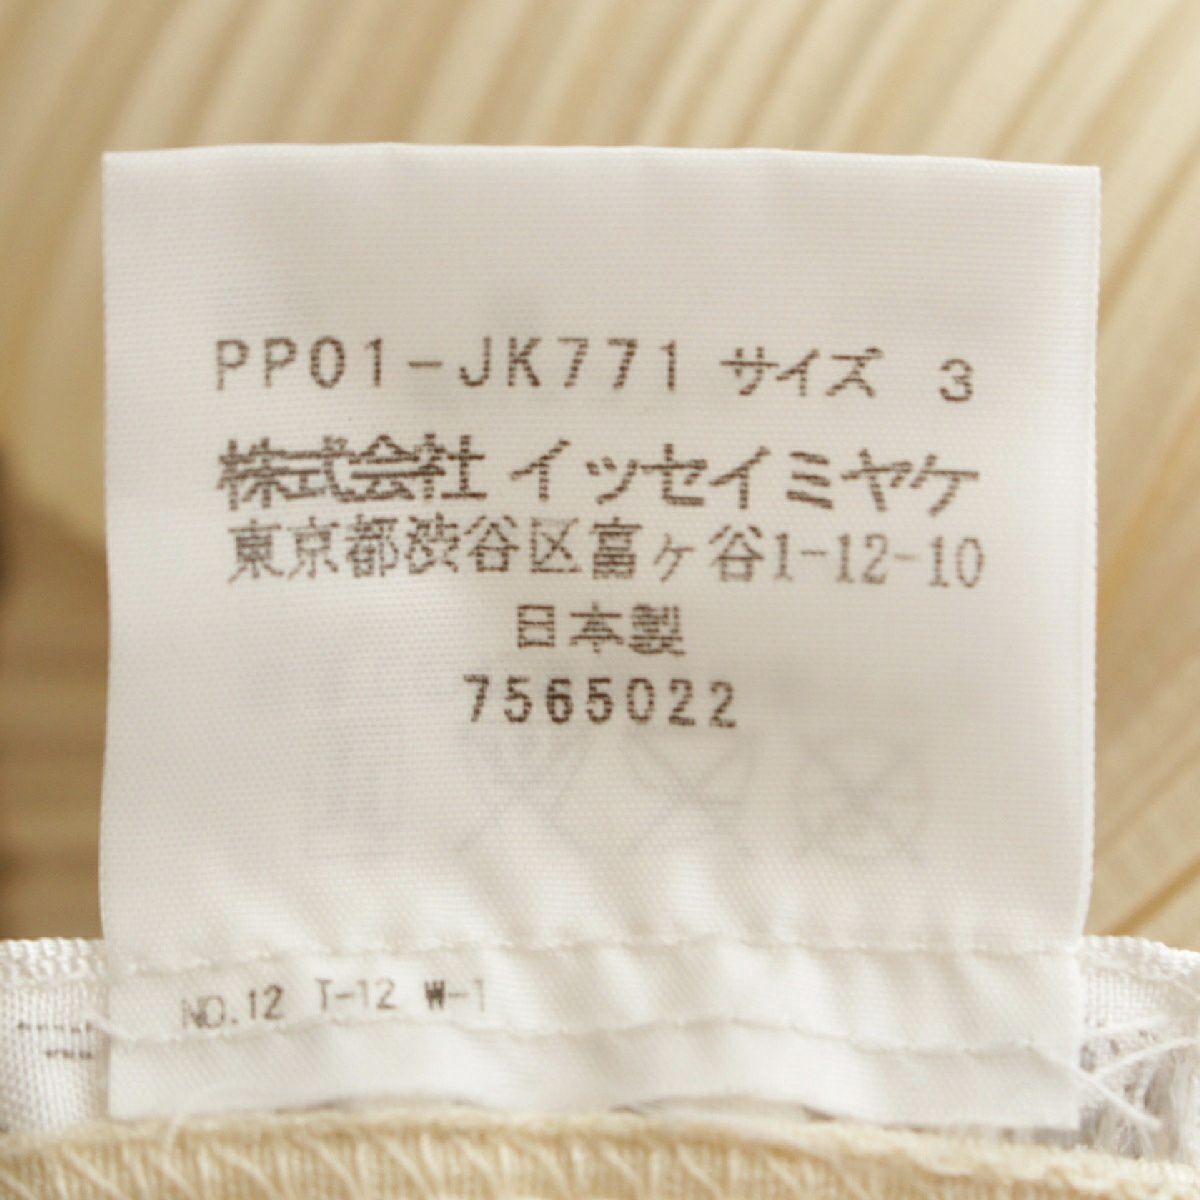 PP01-JK771 サイズ 3
株式会社 イッセイミヤケ
東京都渋谷区富ヶ谷1-12-10
日本製
7565022
NO.12 T-12 W-1